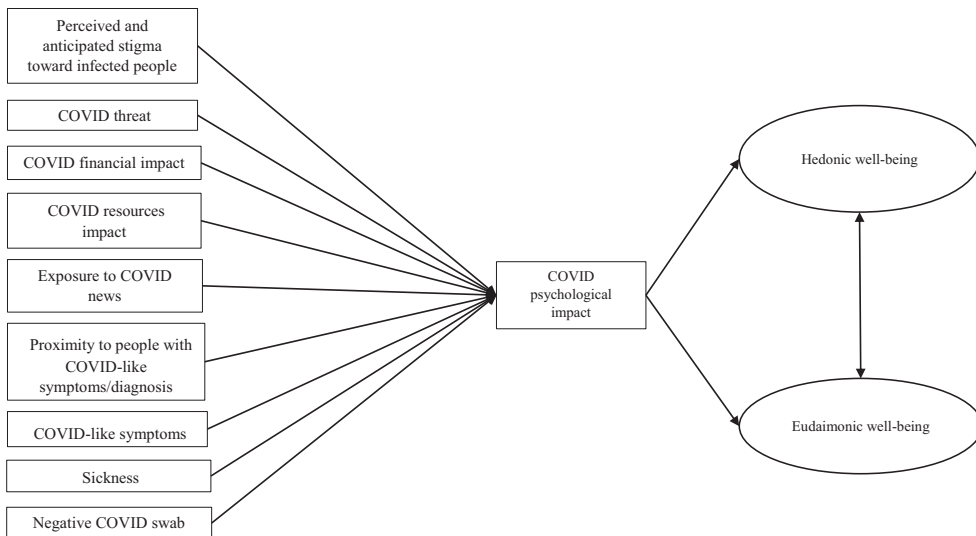 Perceived and
anticipated stigma
toward infected people
COVID threat
COVID financial impact
COVID resources
impact
Exposure to COVID
news
Proximity to people with
COVID-like
symptoms/diagnosis
COVID-like symptoms
Sickness
Negative COVID swab
COVID
psychological
impact
Hedonic well-being
Eudaimonic well-being